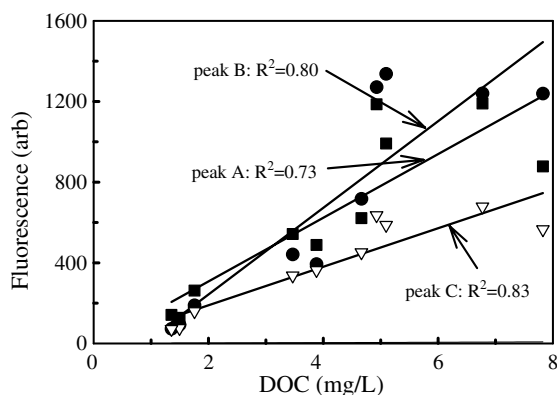 1600
peak B: R²=0.80
1200
Fluorescence (arb)
800
peak A: R²=0.73
400
peak C: R²=0.83
0
0 2 4 6 8
DOC (mg/L)